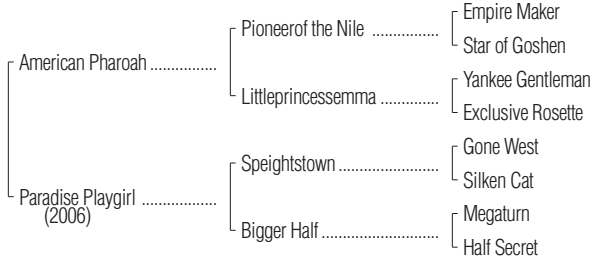 Empire Maker
Pioneerof the Nile ................
Star of Goshen
American Pharoah ................
Yankee Gentleman
Littleprincessemma ..............
Exclusive Rosette
Gone West
Speightstown ........................
Silken Cat
Paradise Playgirl ..................
(2006)
Megaturn
Bigger Half ............................
Half Secret